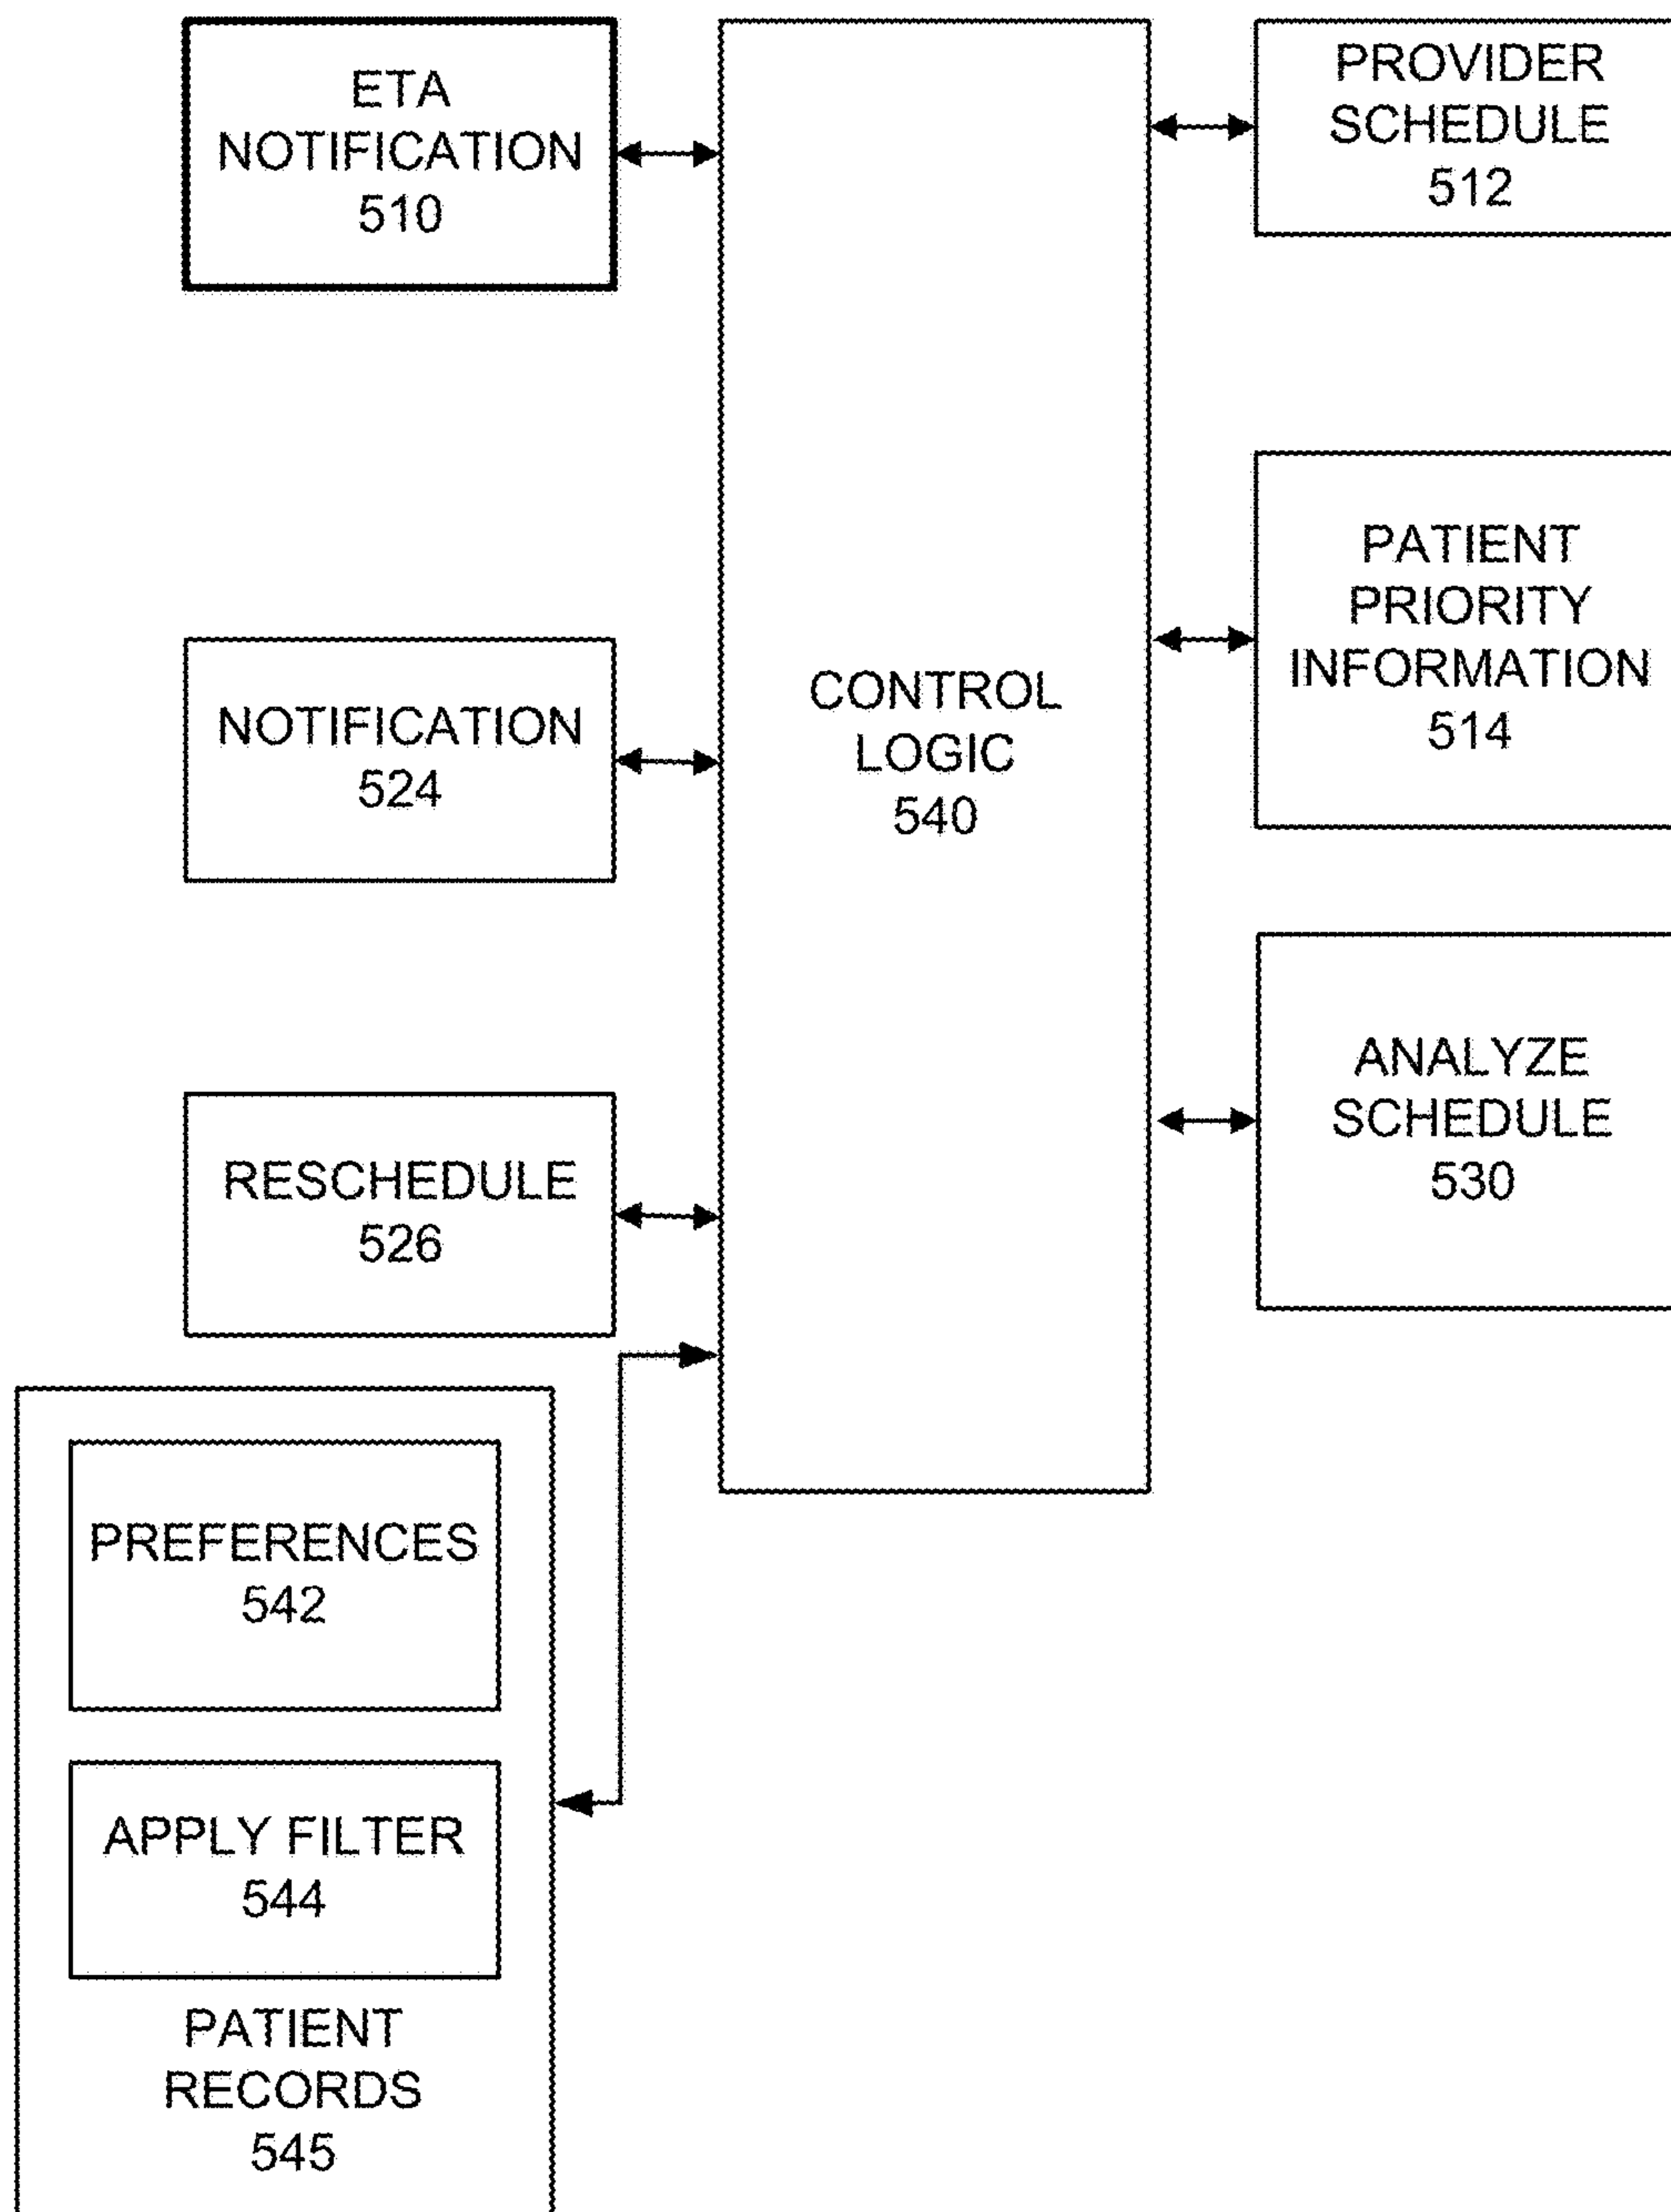 ETA
NOTIFICATION
510
PROVIDER
SCHEDULE
512
PATIENT
PRIORITY
INFORMATION
514
NOTIFICATION
524
CONTROL
LOGIC
540
ANALYZE
SCHEDULE
530
RESCHEDULE
526
PREFERENCES
542
APPLY FILTER
544
PATIENT
RECORDS
545